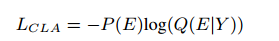 L_{CLA} = −P(E)log(Q(E|Y))